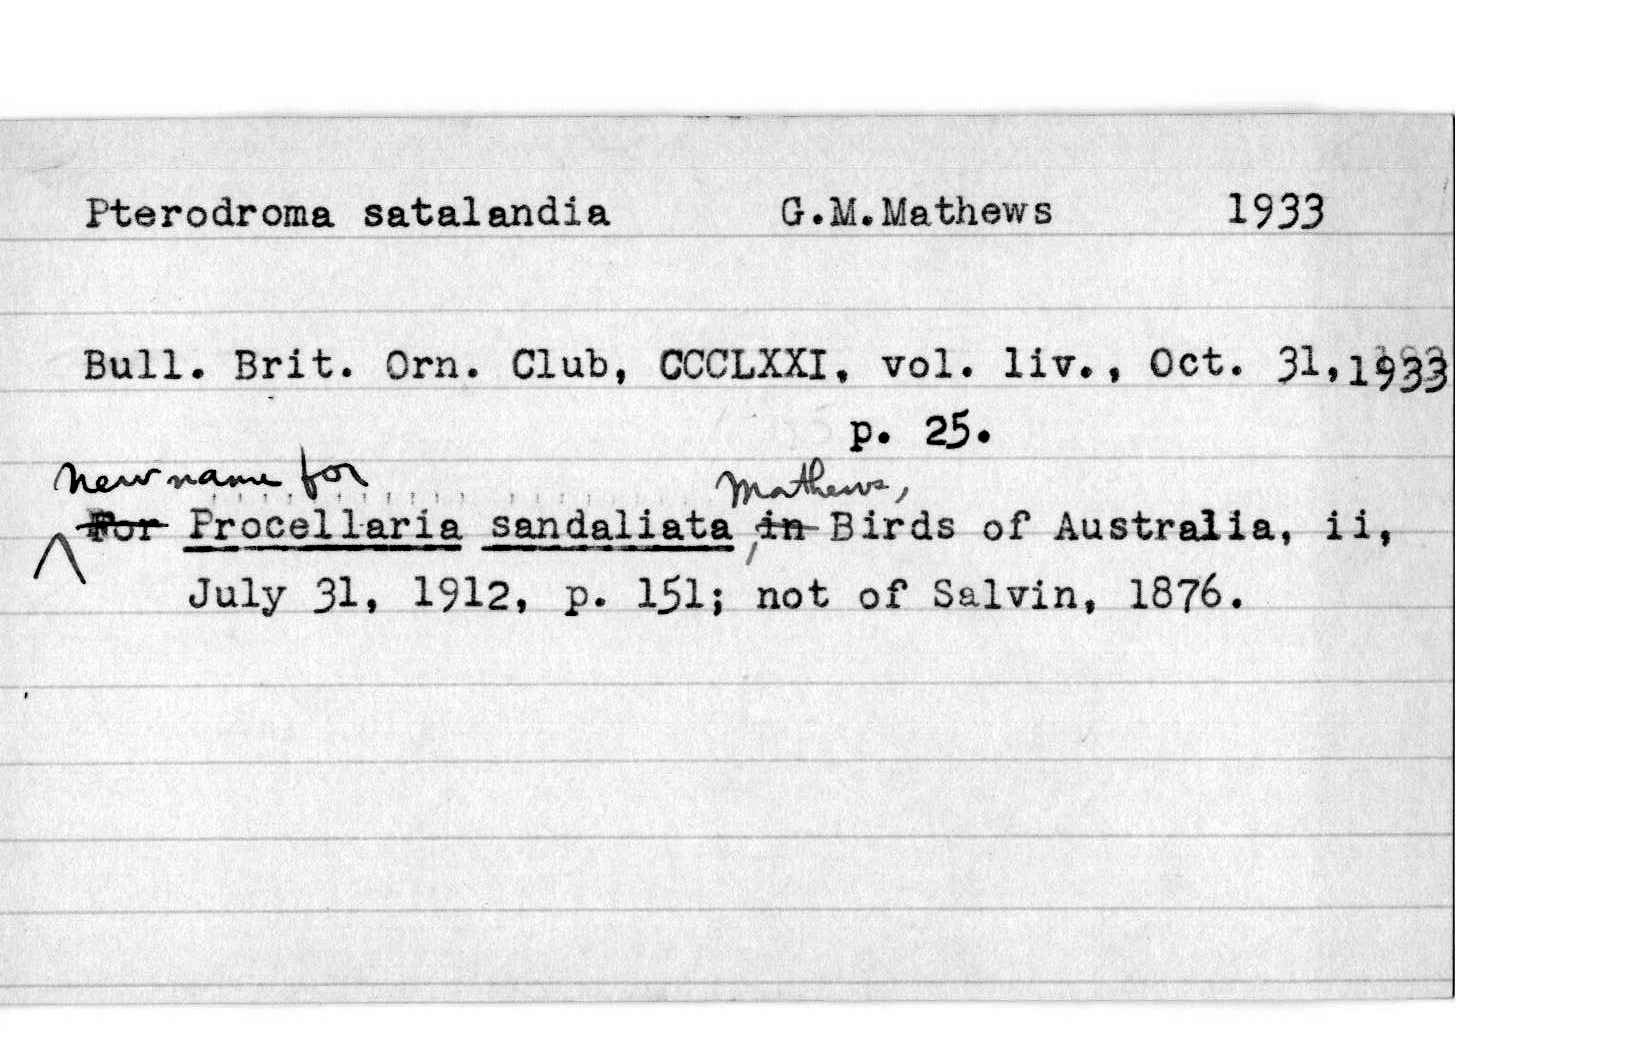 Pterodroma satalandia G.M.Mathews 1933
Bull. Brit. Orn. Club, CCCLXXI, vol. liv., Oct. 31, 1933
p. 25.
New name for Mathews,
For Procellaria sandaliata, in Birds of Australia, ii,
July 31, 1912, p. 151; not of Salvin, 1876.